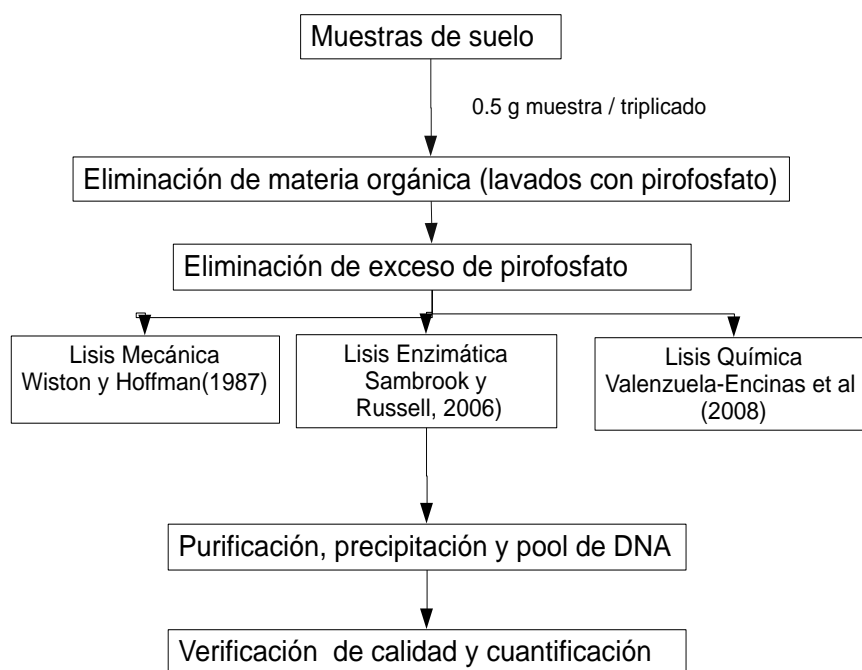 Muestras de suelo
0.5 g muestra / triplicado
Eliminación de materia orgánica (lavados con pirofosfato)
Eliminación de exceso de pirofosfato
Lisis Mecánica
Wiston y Hoffman(1987)
Lisis Enzimática
Sambrook y
Russell, 2006)
Lisis Química
Valenzuela-Encinas et al
(2008)
Purificación, precipitación y pool de DNA
Verificación de calidad y cuantificación